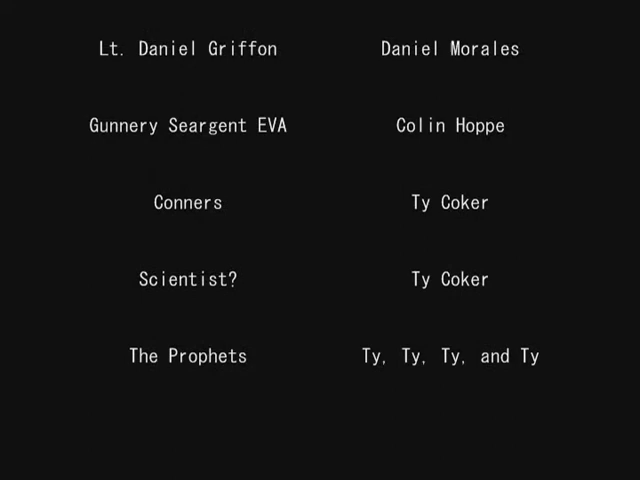 Lt. Daniel Griffon Daniel Morales
Gunnery Seargent EVA Colin Hoppe
Conners Ty Coker
Scientist? Ty Coker
The Prophets Ty, Ty, Ty, and Ty